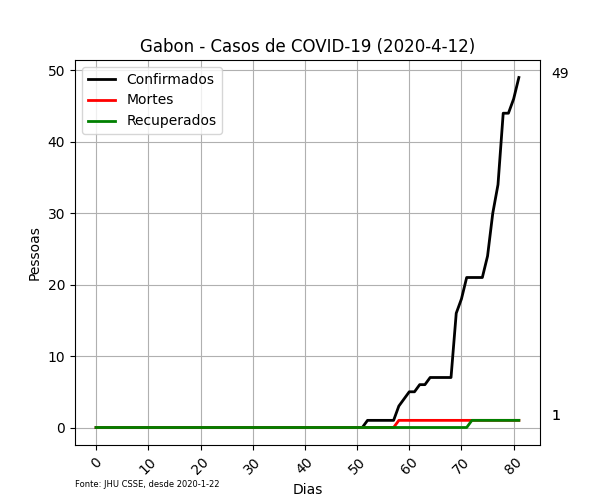 Gabon - Casos de COVID-19 (2020-4-12)
Confirmados
Mortes
Recuperados
50
40
30
20
10
0
Pessoas
49
1
0 10 20 30 40 50 60 70 80
Dias
Fonte: JHU CSSE, desde 2020-1-22